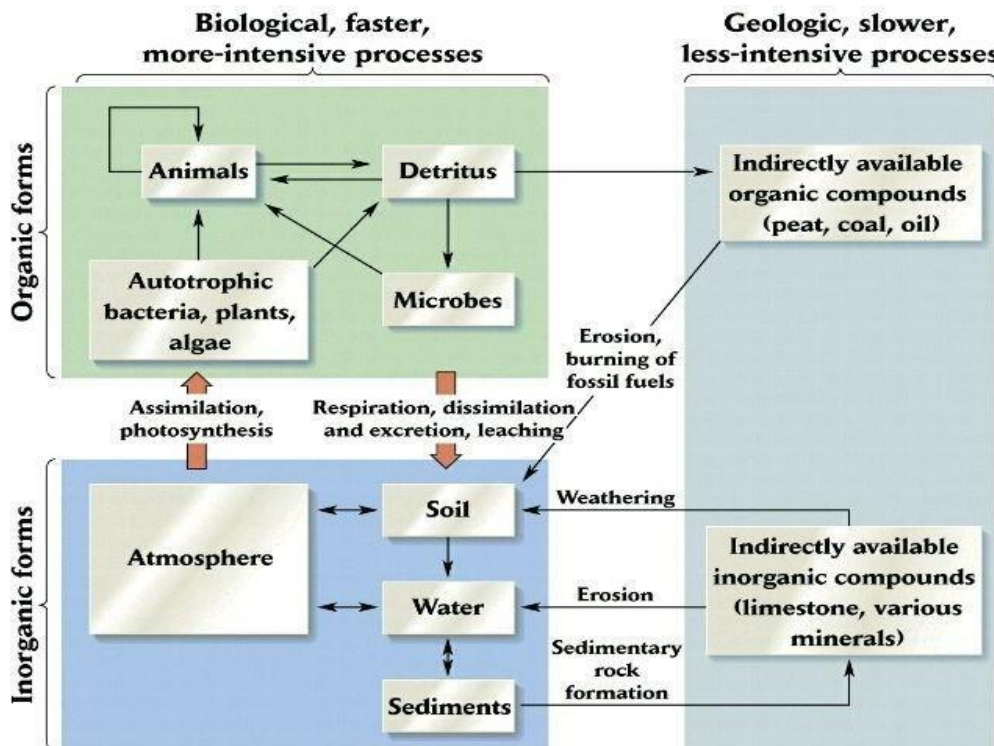 Biological, faster,
more-intensive processes
Geologic, slower,
less-intensive processes
Organic forms
Animals
Detritus
Indirectly available
organic compounds
(peat, coal, oil)
Autotrophic
bacteria, plants,
algae
Microbes
Erosion,
burning of
fossil fuels
Assimilation,
photosynthesis
Respiration, dissimilation
and excretion, leaching
Inorganic forms
Atmosphere
Soil
Weathering
Indirectly available
inorganic compounds
(limestone, various
minerals)
Water
Erosion
Sedimentary
rock
formation
Sediments